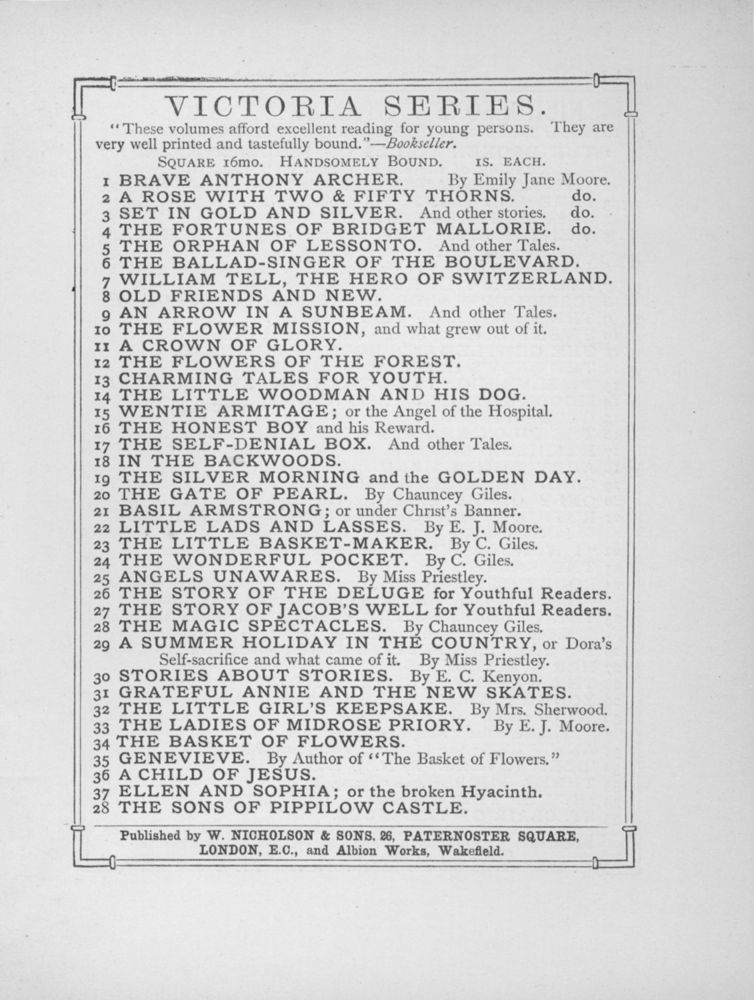 VICTORIA SERIES.
"These volumes afford excellent reading for young persons. They are
very well printed and tastefully bound."—Bookseller.
SQUARE 16MO. HANDSOMELY BOUND. 1S. EACH.
1 BRAVE ANTHONY ARCHER. By Emily Jane Moore.
2 A ROSE WITH TWO & FIFTY THORNS. do.
3 SET IN GOLD AND SILVER. And other stories. do.
4 THE FORTUNES OF BRIDGET MALLORIE. do.
5 THE ORPHAN OF LESSONTO. And other Tales.
6 THE BALLAD-SINGER OF THE BOULEVARD.
7 WILLIAM TELL, THE HERO OF SWITZERLAND.
8 OLD FRIENDS AND NEW.
9 AN ARROW IN A SUNBEAM. And other Tales.
10 THE FLOWER MISSION, and what grew out of it.
11 A CROWN OF GLORY.
12 THE FLOWERS OF THE FOREST.
13 CHARMING TALES FOR YOUTH.
14 THE LITTLE WOODMAN AND HIS DOG.
15 WENTIE ARMITAGE; or the Angel of the Hospital.
16 THE HONEST BOY and his Reward.
17 THE SELF-DENIAL BOX. And other Tales.
18 IN THE BACKWOODS.
19 THE SILVER MORNING and the GOLDEN DAY.
20 THE GATE OF PEARL. By Chauncey Giles.
21 BASIL ARMSTRONG; or under Christ's Banner.
22 LITTLE LADS AND LASSES. By E. J. Moore.
23 THE LITTLE BASKET-MAKER. By C. Giles.
24 THE WONDERFUL POCKET. By C. Giles.
25 ANGELS UNAWARES. By Miss Priestley.
26 THE STORY OF THE DELUGE for Youthful Readers.
27 THE STORY OF JACOB'S WELL for Youthful Readers.
28 THE MAGIC SPECTACLES. By Chauncey Giles.
29 A SUMMER HOLIDAY IN THE COUNTRY, or Dora's
Self-sacrifice and what came of it. By Miss Priestley.
30 STORIES ABOUT STORIES. By E. C. Kenyon.
31 GRATEFUL ANNIE AND THE NEW SKATES.
32 THE LITTLE GIRL'S KEEPSAKE. By Mrs. Sherwood.
33 THE LADIES OF MIDROSE PRIORY. By E. J. Moore.
34 THE BASKET OF FLOWERS.
35 GENEVIEVE. By Author of "The Basket of Flowers."
36 A CHILD OF JESUS.
37 ELLEN AND SOPHIA; or the broken Hyacinth.
28 THE SONS OF PIPPILOW CASTLE.
Published by W. NICHOLSON & SONS, 26, PATERNOSTER SQUARE,
LONDON, E.C., and Albion Works, Wakefield.